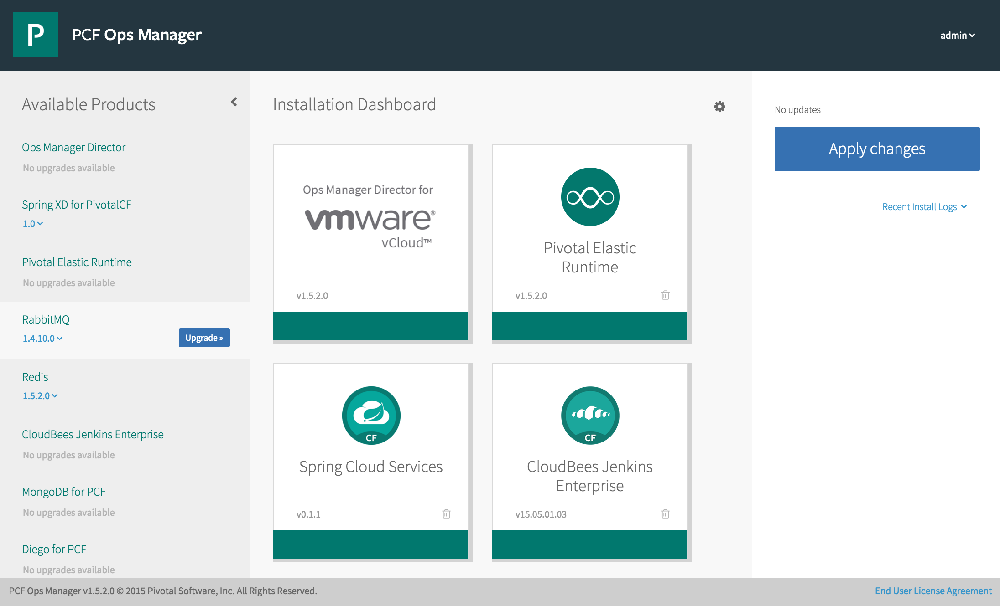 P
PCF Ops Manager
admin
Available Products
Ops Manager Director
No upgrades available
Spring XD for PivotalCF
1.0
Pivotal Elastic Runtime
No upgrades available
RabbitMQ
1.4.10.0
Upgrade »
Redis
1.5.2.0
CloudBees Jenkins Enterprise
No upgrades available
MongoDB for PCF
No upgrades available
Diego for PCF
No upgrades available
Installation Dashboard
Ops Manager Director for
vmware®
vCloud™
v1.5.2.0
Pivotal Elastic
Runtime
v1.5.2.0
CF
Spring Cloud Services
v0.1.1
CF
CloudBees Jenkins
Enterprise
v15.05.01.03
No updates
Apply changes
Recent Install Logs
PCF Ops Manager v1.5.2.0 © 2015 Pivotal Software, Inc. All Rights Reserved.
End User License Agreement